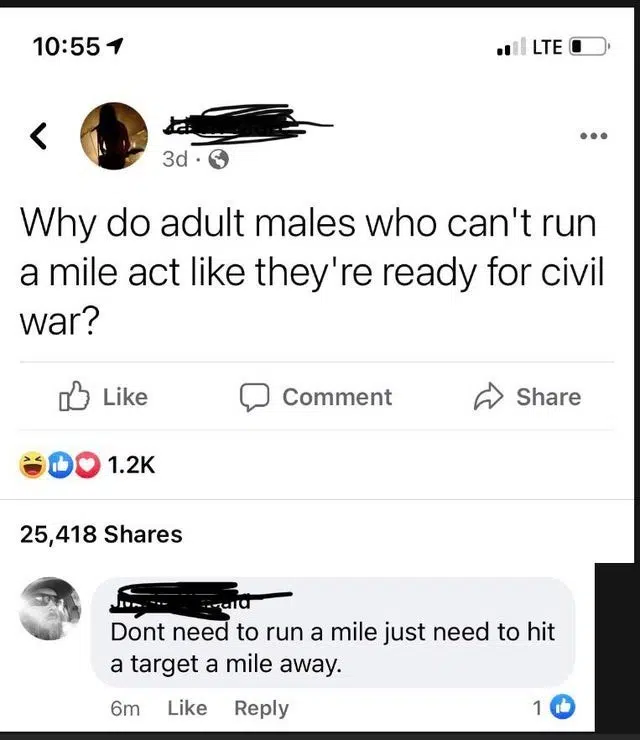 10:55
LTE
3d ·
Why do adult males who can't run
a mile act like they're ready for civil
war?
Like Comment Share
1.2K
25,418 Shares
Dont need to run a mile just need to hit
a target a mile away.
6m Like Reply 1